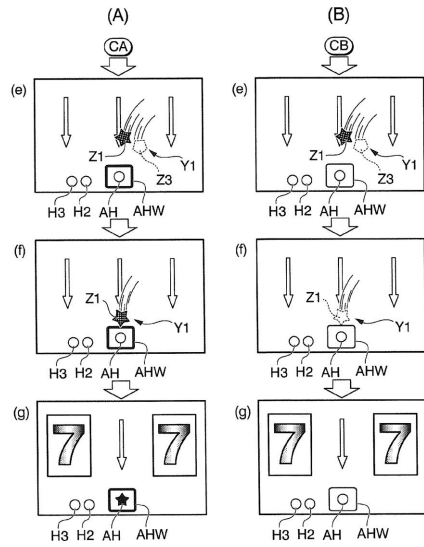 (A) (B)
CA CB
(e) (e)
Z1 Y1 Z1 Y1
Z3 Z3
H3 H2 AH AHW H3 H2 AH AHW
(f) (f)
Z1 Y1 Z1 Y1
H3 H2 AH AHW H3 H2 AH AHW
(g) (g)
7 7 7 7
H3 H2 AH AHW H3 H2 AH AHW